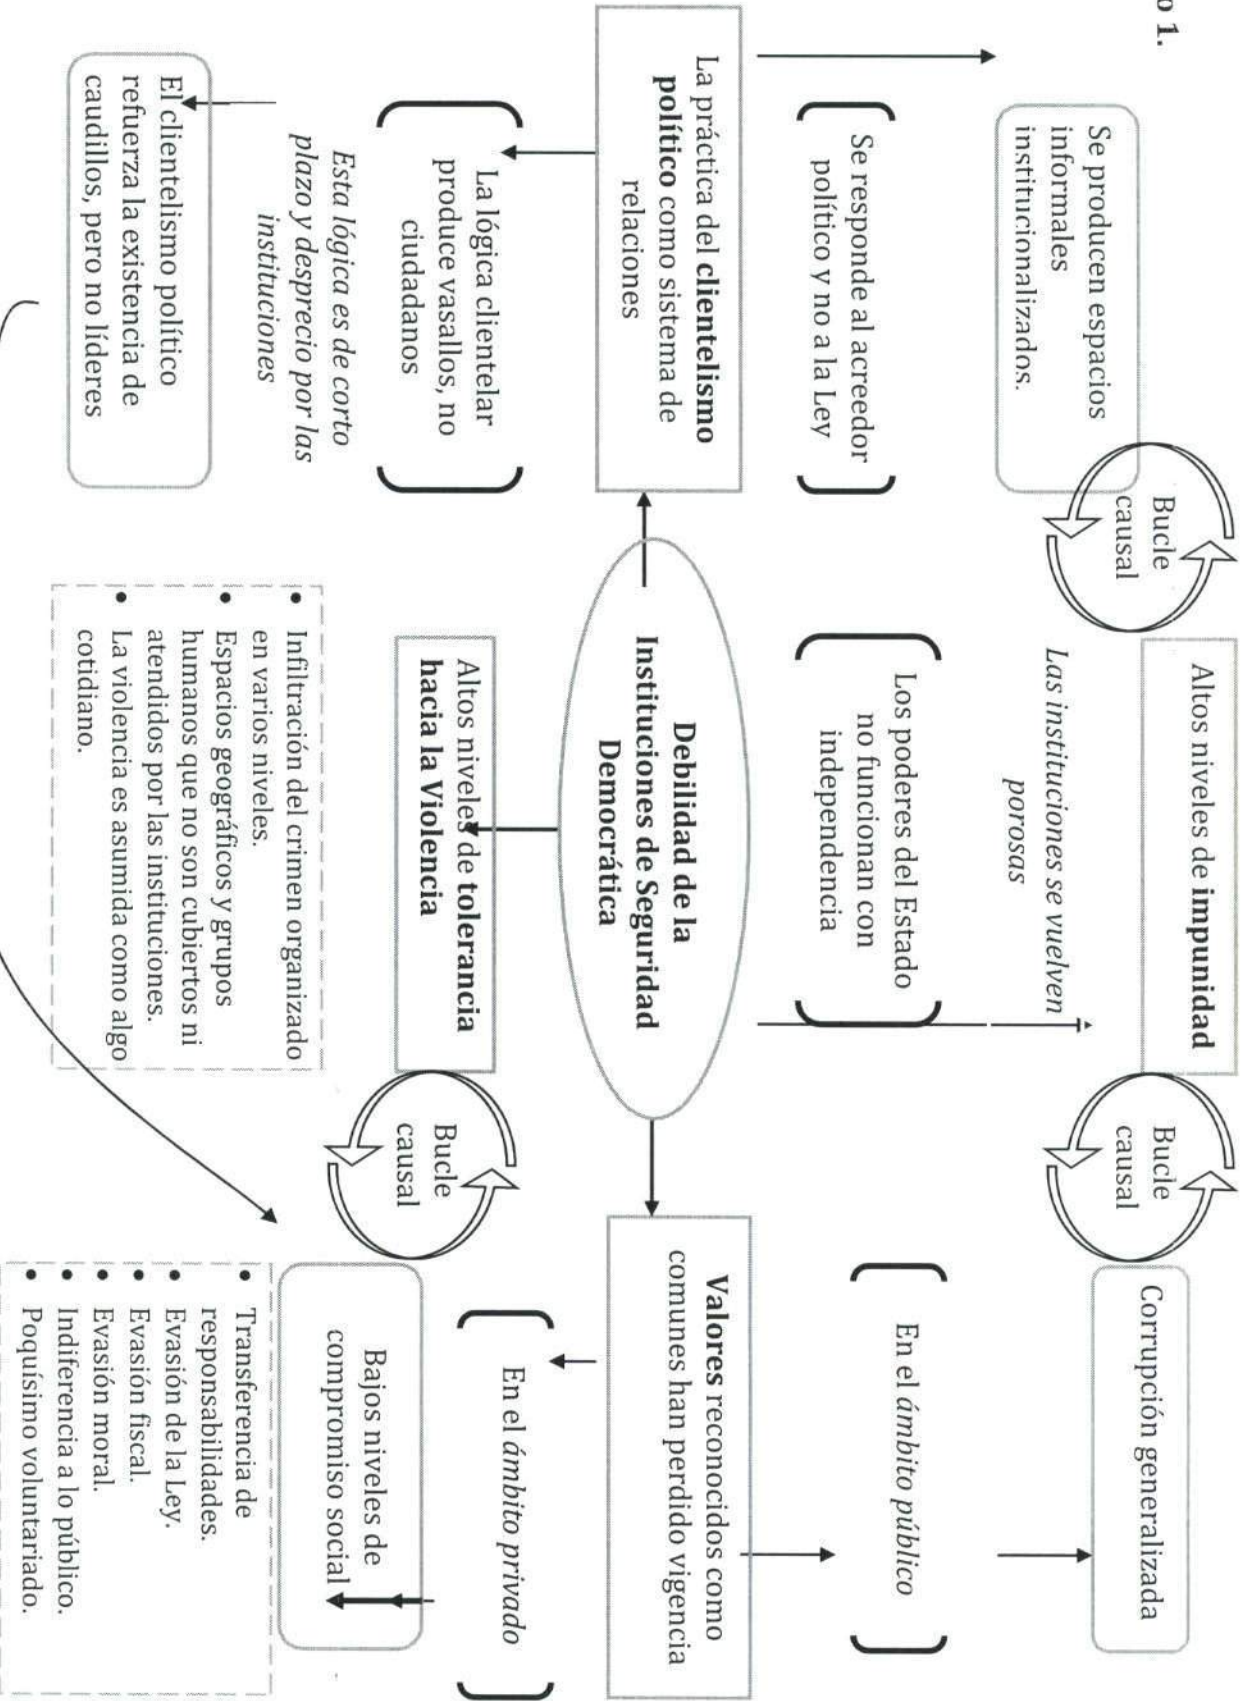 o 1.
Se producen espacios
informales
institucionalizados.
Bucle
causal
Altos niveles de impunidad
Bucle
causal
Corrupción generalizada
Se responde al acreedor
político y no a la Ley
Las instituciones se vuelven
porosas
Los poderes del Estado
no funcionan con
independencia
En el ámbito público
La práctica del clientelismo
político como sistema de
relaciones
Debilidad de la
Instituciones de Seguridad
Democrática
Valores reconocidos como
comunes han perdido vigencia
La lógica clientelar
produce vasallos, no
ciudadanos
Altos niveles de tolerancia
hacia la Violencia
Bucle
causal
En el ámbito privado
Esta lógica es de corto
plazo y desprecio por las
instituciones
Bajos niveles de
compromiso social
El clientelismo político
refuerza la existencia de
caudillos, pero no líderes
• Infiltración del crimen organizado
en varios niveles.
• Espacios geográficos y grupos
humanos que no son cubiertos ni
atendidos por las instituciones.
• La violencia es asumida como algo
cotidiano.
• Transferencia de
responsabilidades.
• Evasión de la Ley.
• Evasión fiscal.
• Evasión moral.
• Indiferencia a lo público.
• Poquísimo voluntariado.